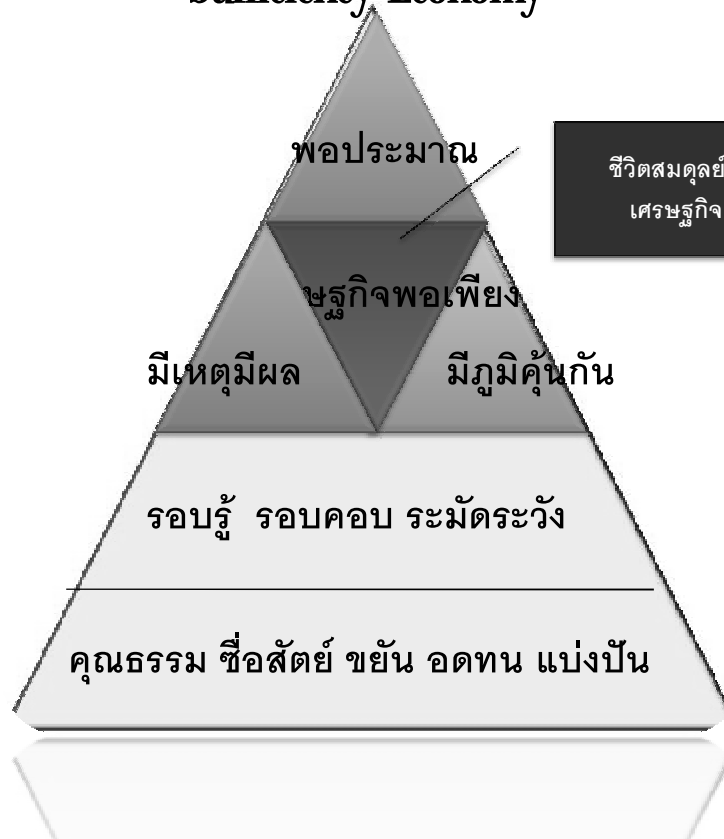 Sufficiency Economy
พอประมาณ
ชีวิตสมดุลย์
เศรษฐกิจ
ษฐกิจพอเพียง
มีเหตุมีผล
มีภูมิคุ้นกัน
รอบรู้ รอบคอบ ระมัดระวัง
คุณธรรม ซื่อสัตย์ ขยัน อดทน แบ่งปัน